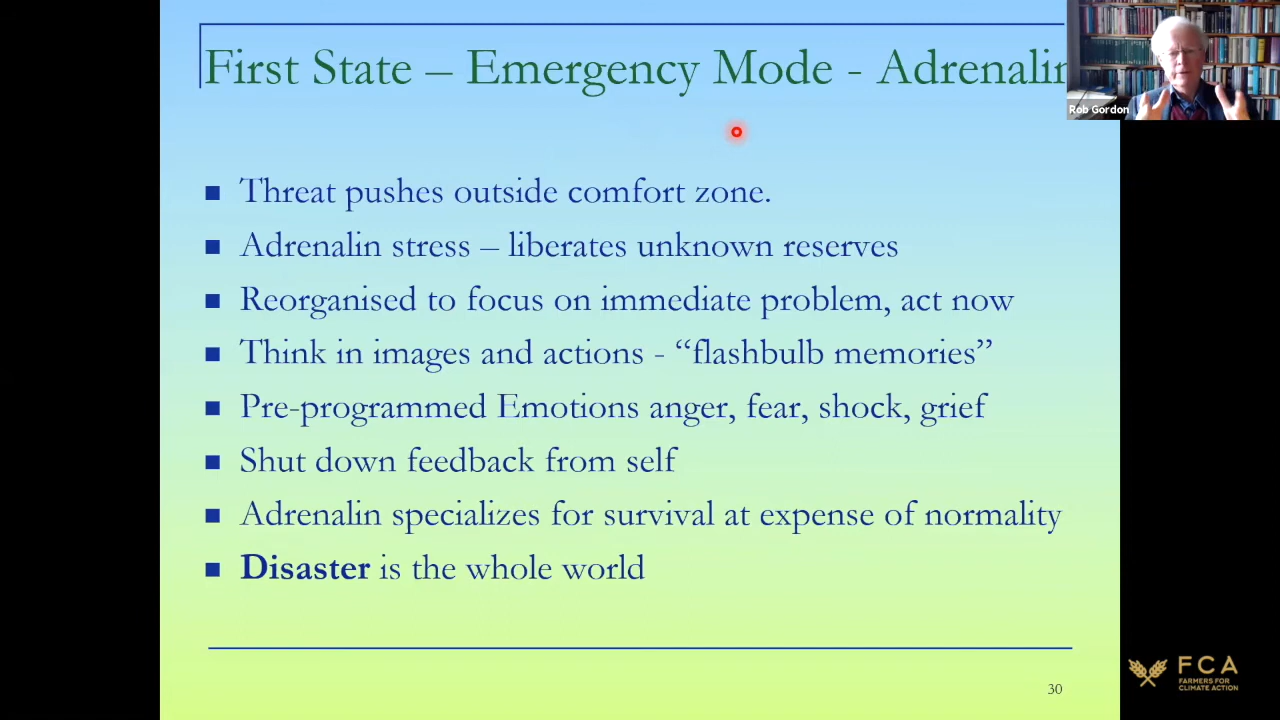 First State – Emergency Mode - Adrenalin
Rob Gordon
Threat pushes outside comfort zone.
Adrenalin stress – liberates unknown reserves
Reorganised to focus on immediate problem, act now
Think in images and actions - “flashbulb memories”
Pre-programmed Emotions anger, fear, shock, grief
Shut down feedback from self
Adrenalin specializes for survival at expense of normality
Disaster is the whole world
30
FCA
FARMERS FOR
CLIMATE ACTION